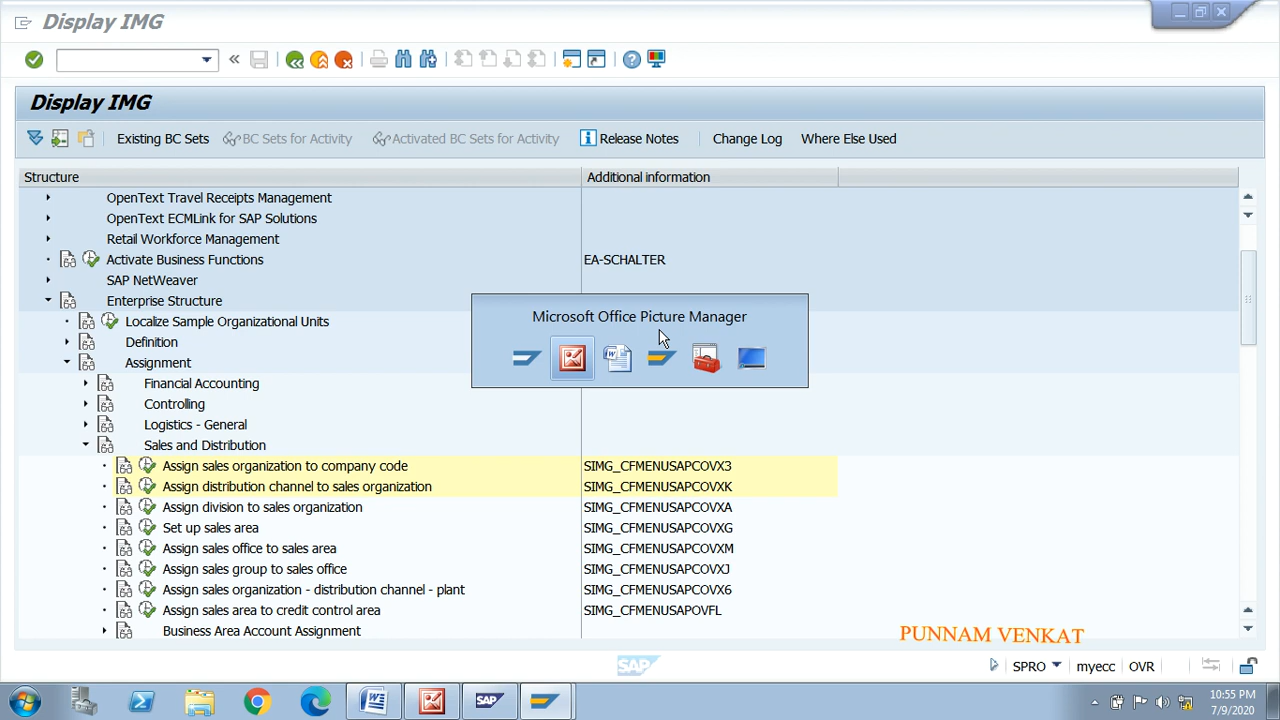 Display IMG
Display IMG
Existing BC Sets BC Sets for Activity Activated BC Sets for Activity Release Notes Change Log Where Else Used
Structure Additional information
OpenText Travel Receipts Management
OpenText ECMLink for SAP Solutions
Retail Workforce Management
Activate Business Functions EA-SCHALTER
SAP NetWeaver
Enterprise Structure
Microsoft Office Picture Manager
Localize Sample Organizational Units
Definition
Assignment
Financial Accounting
Controlling
Logistics - General
Sales and Distribution
Assign sales organization to company code SIMG_CFMENUSAPCOVX3
Assign distribution channel to sales organization SIMG_CFMENUSAPCOVXK
Assign division to sales organization SIMG_CFMENUSAPCOVXA
Set up sales area SIMG_CFMENUSAPCOVXG
Assign sales office to sales area SIMG_CFMENUSAPCOVXM
Assign sales group to sales office SIMG_CFMENUSAPCOVXJ
Assign sales organization - distribution channel - plant SIMG_CFMENUSAPCOVX6
Assign sales area to credit control area SIMG_CFMENUSAPOVFL
Business Area Account Assignment
PUNNAM VENKAT
SAP SPRO myecc OVR
SAP
10:55 PM
7/9/2020